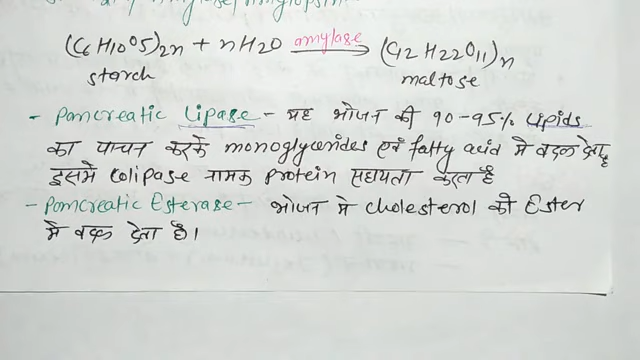 (C6H10O5)2n + nH2O amylase→ (C12H22O11)n
starch maltose
- Pancreatic Lipase - यह भोजन की 90-95% Lipids
का पाचन करके monoglycerides एवं fatty acid मे बदल देता है
इसमे colipase नामक protein सहायता करता है
- Pancreatic Esterase - भोजन मे cholesterol को Ester
मे बदल देता है।